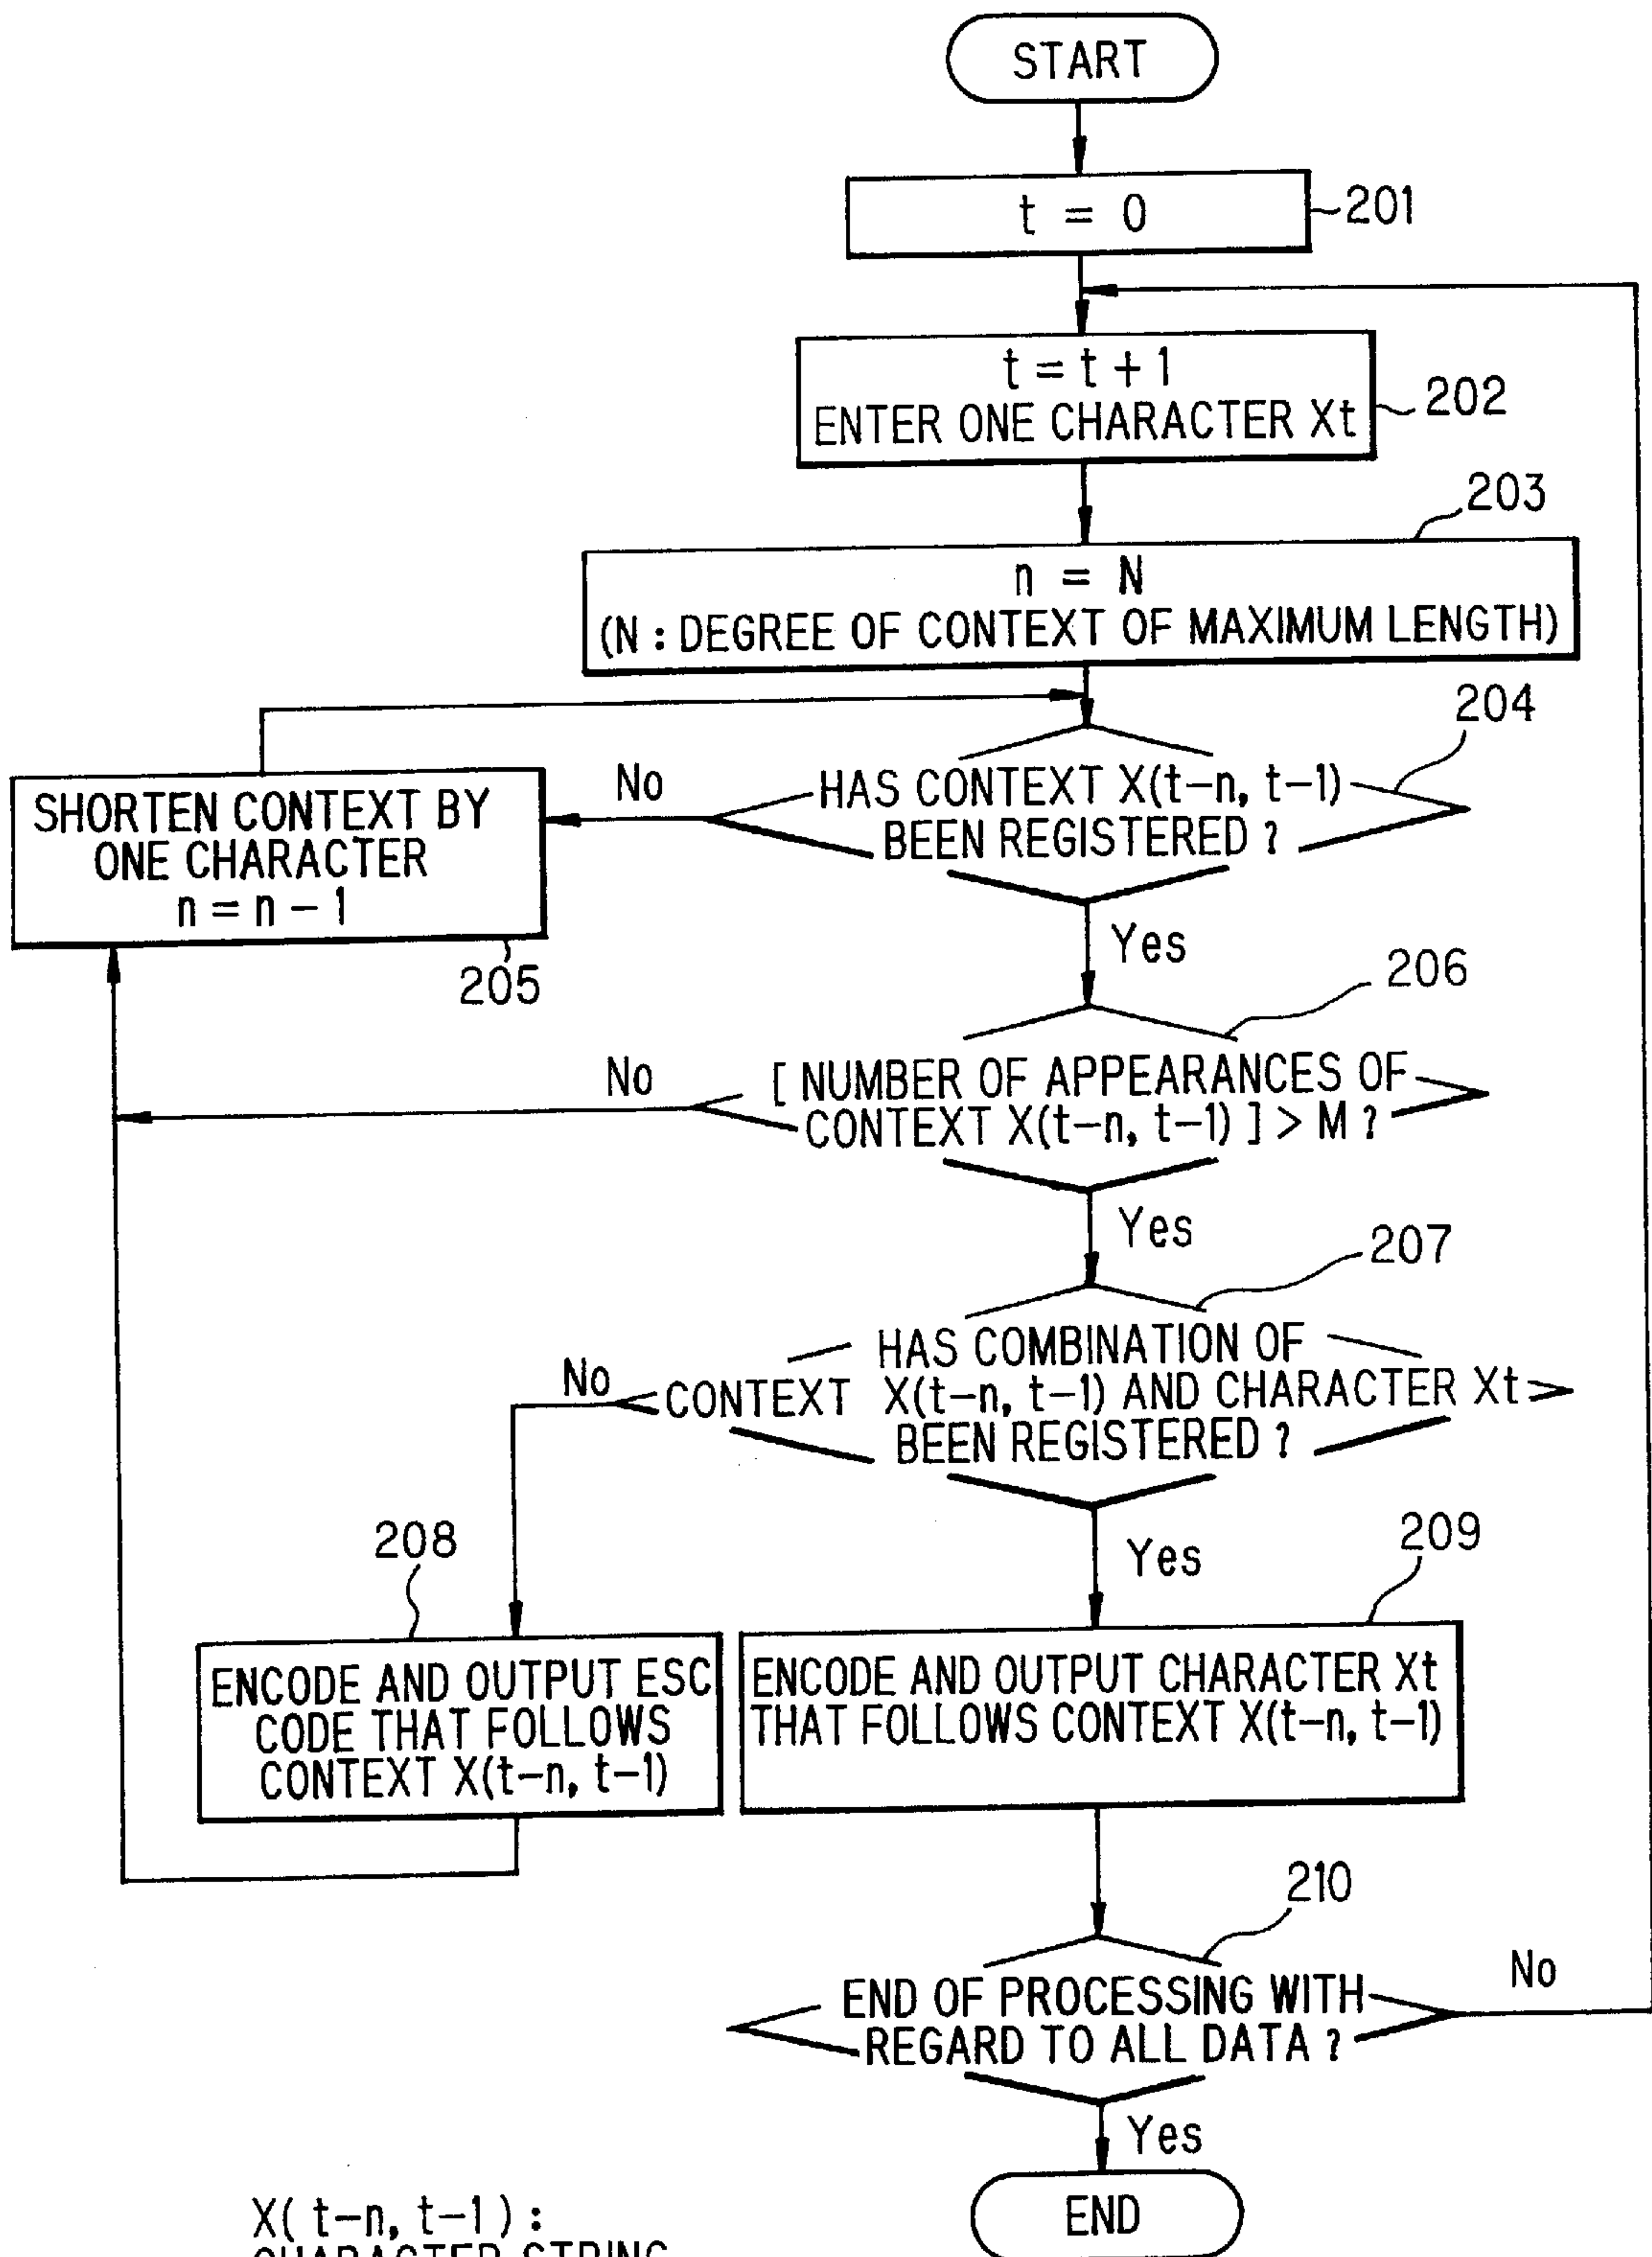 START
t = 0
201
t = t + 1
ENTER ONE CHARACTER Xt
202
203
n = N
(N : DEGREE OF CONTEXT OF MAXIMUM LENGTH)
204
HAS CONTEXT X(t-n, t-1)
BEEN REGISTERED ?
No
SHORTEN CONTEXT BY
ONE CHARACTER
n = n - 1
205
Yes
206
[ NUMBER OF APPEARANCES OF
CONTEXT X(t-n, t-1) ] > M ?
No
Yes
207
HAS COMBINATION OF
CONTEXT X(t-n, t-1) AND CHARACTER Xt
BEEN REGISTERED ?
No
Yes
208
ENCODE AND OUTPUT ESC
CODE THAT FOLLOWS
CONTEXT X(t-n, t-1)
209
ENCODE AND OUTPUT CHARACTER Xt
THAT FOLLOWS CONTEXT X(t-n, t-1)
210
END OF PROCESSING WITH
REGARD TO ALL DATA ?
No
Yes
END
X( t-n, t-1 ) :
CHARACTER STRING